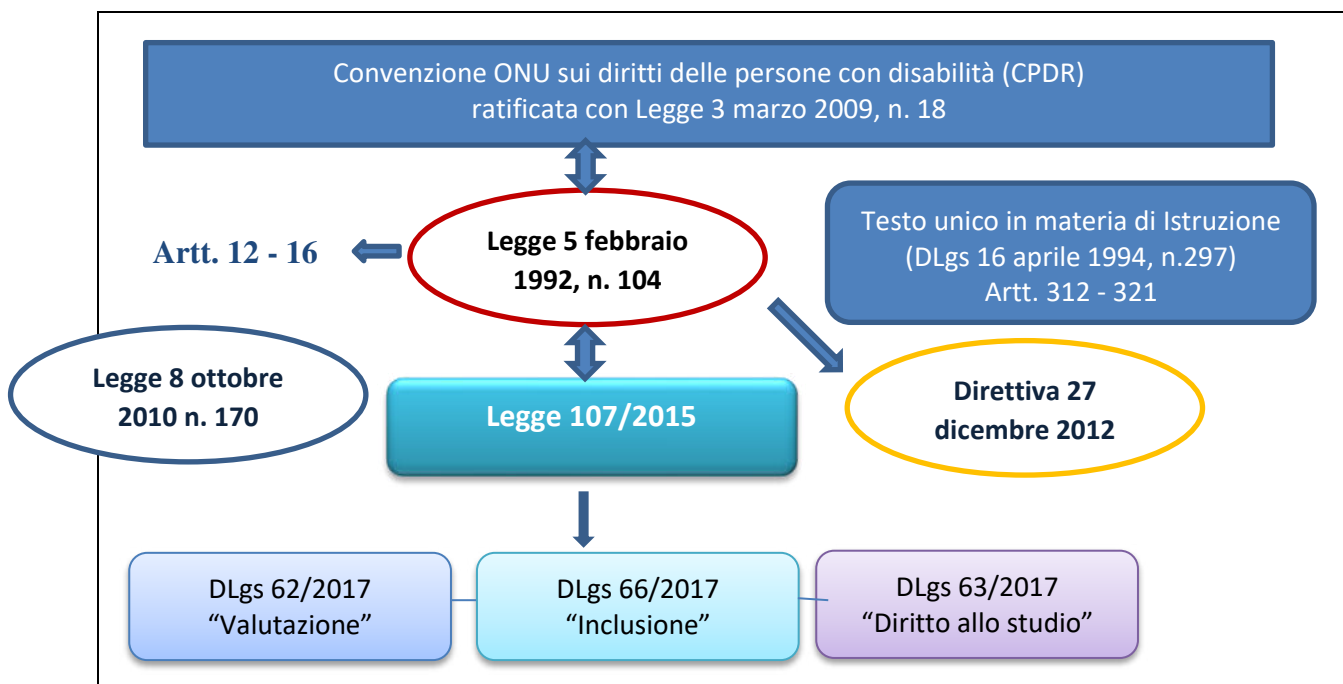 Convenzione ONU sui diritti delle persone con disabilità (CPDR)
ratificata con Legge 3 marzo 2009, n. 18
Testo unico in materia di Istruzione
(DLgs 16 aprile 1994, n.297)
Artt. 312 - 321
Artt. 12 - 16
Legge 5 febbraio
1992, n. 104
Legge 8 ottobre
2010 n. 170
Legge 107/2015
Direttiva 27
dicembre 2012
DLgs 62/2017
“Valutazione”
DLgs 66/2017
“Inclusione”
DLgs 63/2017
“Diritto allo studio”